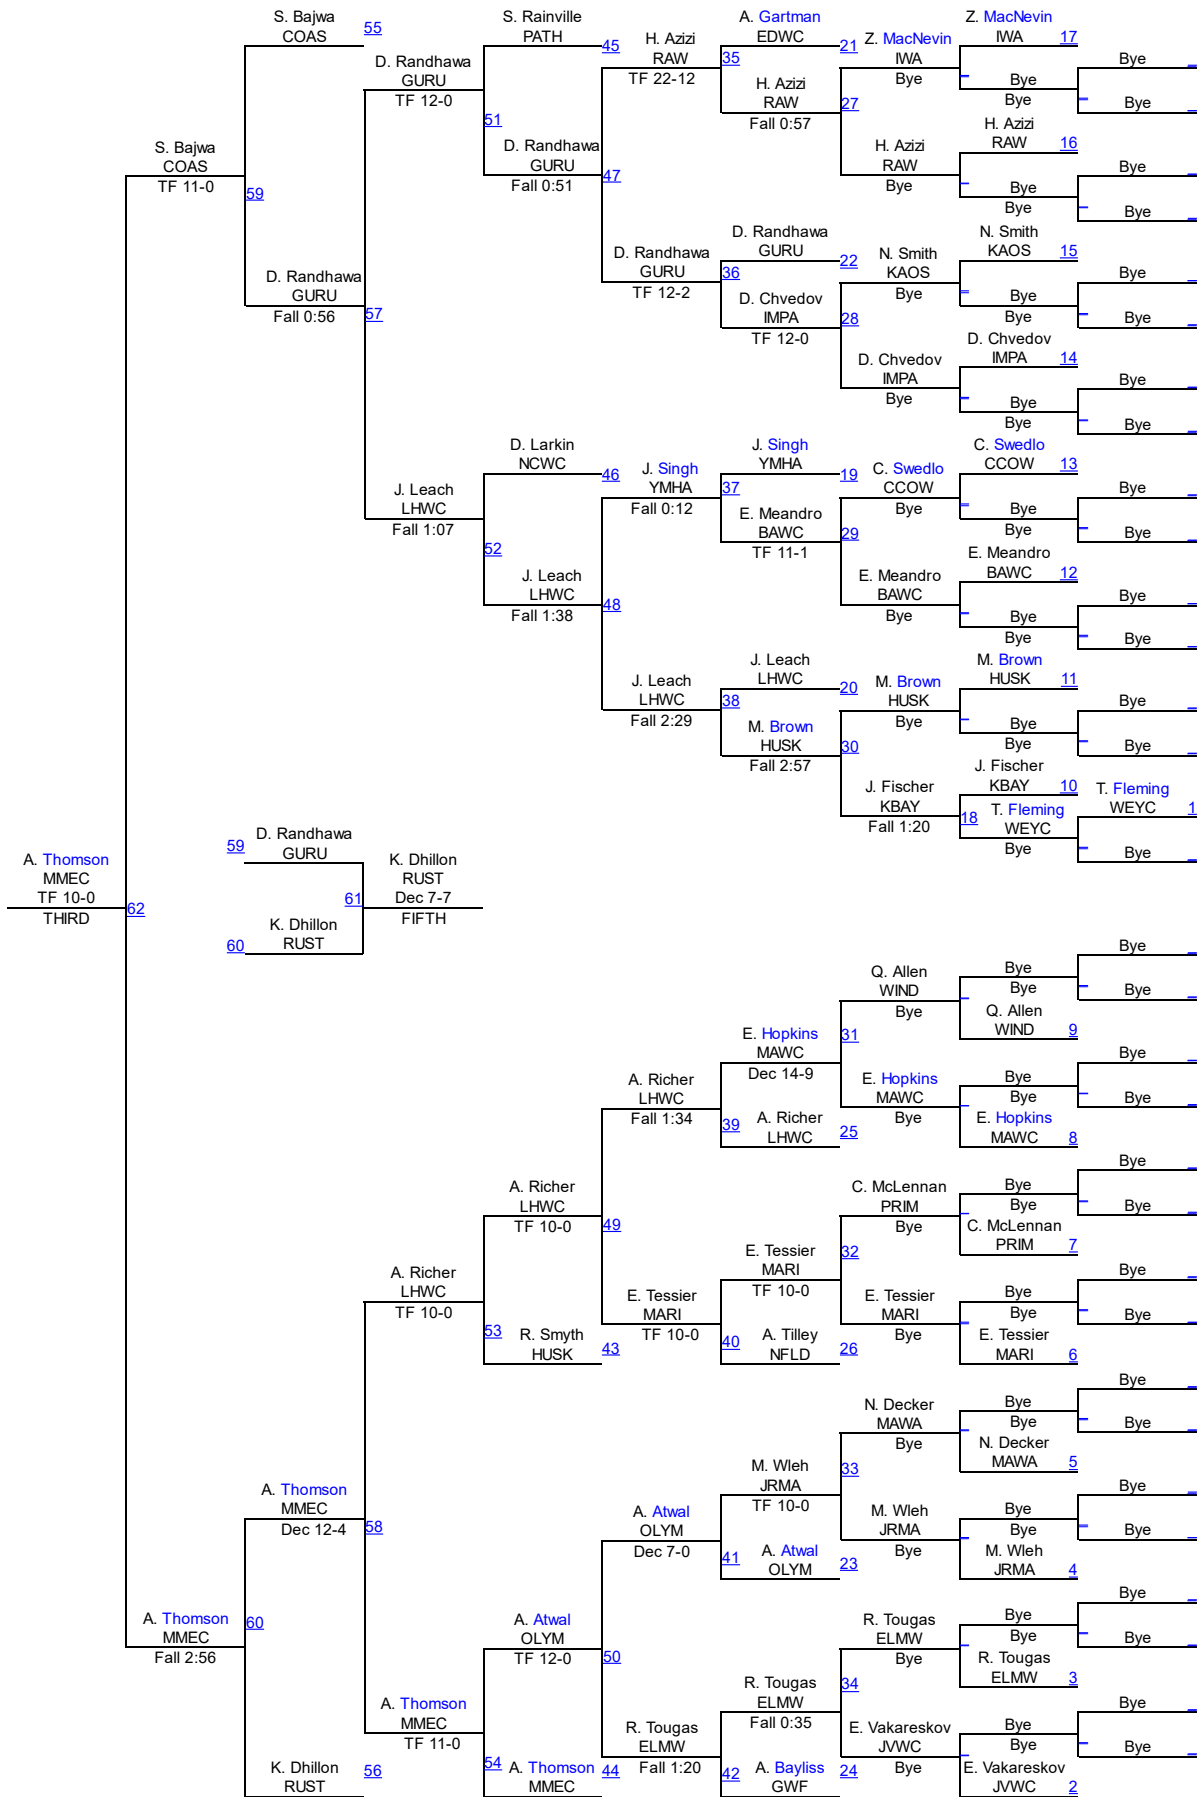 S. Bajwa
COAS
55
S. Rainville
PATH
45
A. Gartman
EDWC
21
Z. MacNevin
IWA
17
D. Randhawa
GURU
TF 12-0
H. Azizi
RAW
TF 22-12
35
Z. MacNevin
IWA
Bye
Bye
Bye
Bye
Bye
H. Azizi
RAW
Fall 0:57
27
51
S. Bajwa
COAS
TF 11-0
59
D. Randhawa
GURU
Fall 0:51
47
H. Azizi
RAW
Bye
H. Azizi
RAW
16
Bye
Bye
Bye
Bye
D. Randhawa
GURU
Fall 0:56
57
D. Randhawa
GURU
TF 12-2
D. Randhawa
GURU
22
36
N. Smith
KAOS
Bye
N. Smith
KAOS
15
Bye
Bye
Bye
Bye
D. Chvedov
IMPA
TF 12-0
28
D. Chvedov
IMPA
Bye
D. Chvedov
IMPA
14
Bye
Bye
Bye
Bye
J. Leach
LHWC
Fall 1:07
D. Larkin
NCWC
46
J. Singh
YMHA
Fall 0:12
J. Singh
YMHA
19
37
C. Swedlo
CCOW
Bye
C. Swedlo
CCOW
13
Bye
Bye
Bye
Bye
52
E. Meandro
BAWC
TF 11-1
29
J. Leach
LHWC
Fall 1:38
48
E. Meandro
BAWC
Bye
E. Meandro
BAWC
12
Bye
Bye
Bye
Bye
J. Leach
LHWC
Fall 2:29
J. Leach
LHWC
20
38
M. Brown
HUSK
Bye
M. Brown
HUSK
11
Bye
Bye
Bye
Bye
M. Brown
HUSK
Fall 2:57
30
J. Fischer
KBAY
Fall 1:20
J. Fischer
KBAY
10
18
T. Fleming
WEYC
Bye
T. Fleming
WEYC
1
Bye
A. Thomson
MMEC
TF 10-0
THIRD
62
59
D. Randhawa
GURU
61
60
K. Dhillon
RUST
K. Dhillon
RUST
Dec 7-7
FIFTH
Q. Allen
WIND
Bye
Bye
Bye
Q. Allen
WIND
9
Bye
Bye
E. Hopkins
MAWC
Dec 14-9
31
A. Richer
LHWC
Fall 1:34
39
A. Richer
LHWC
25
E. Hopkins
MAWC
Bye
Bye
Bye
E. Hopkins
MAWC
8
Bye
Bye
A. Richer
LHWC
TF 10-0
49
C. McLennan
PRIM
Bye
Bye
Bye
C. McLennan
PRIM
7
Bye
Bye
A. Richer
LHWC
TF 10-0
E. Tessier
MARI
TF 10-0
E. Tessier
MARI
TF 10-0
32
53
R. Smyth
HUSK
43
40
A. Tilley
NFLD
26
E. Tessier
MARI
Bye
Bye
Bye
E. Tessier
MARI
6
Bye
Bye
A. Thomson
MMEC
Dec 12-4
58
A. Atwal
OLYM
Dec 7-0
M. Wleh
JRMA
TF 10-0
33
N. Decker
MAWA
Bye
Bye
Bye
N. Decker
MAWA
5
Bye
Bye
41
A. Atwal
OLYM
23
M. Wleh
JRMA
Bye
Bye
Bye
M. Wleh
JRMA
4
Bye
Bye
A. Thomson
MMEC
Fall 2:56
60
A. Atwal
OLYM
TF 12-0
50
R. Tougas
ELMW
Fall 0:35
34
R. Tougas
ELMW
Bye
Bye
Bye
R. Tougas
ELMW
3
Bye
Bye
A. Thomson
MMEC
TF 11-0
R. Tougas
ELMW
Fall 1:20
K. Dhillon
RUST
56
54
A. Thomson
MMEC
44
42
A. Bayliss
GWF
24
E. Vakareskov
JVWC
Bye
Bye
Bye
E. Vakareskov
JVWC
2
Bye
Bye